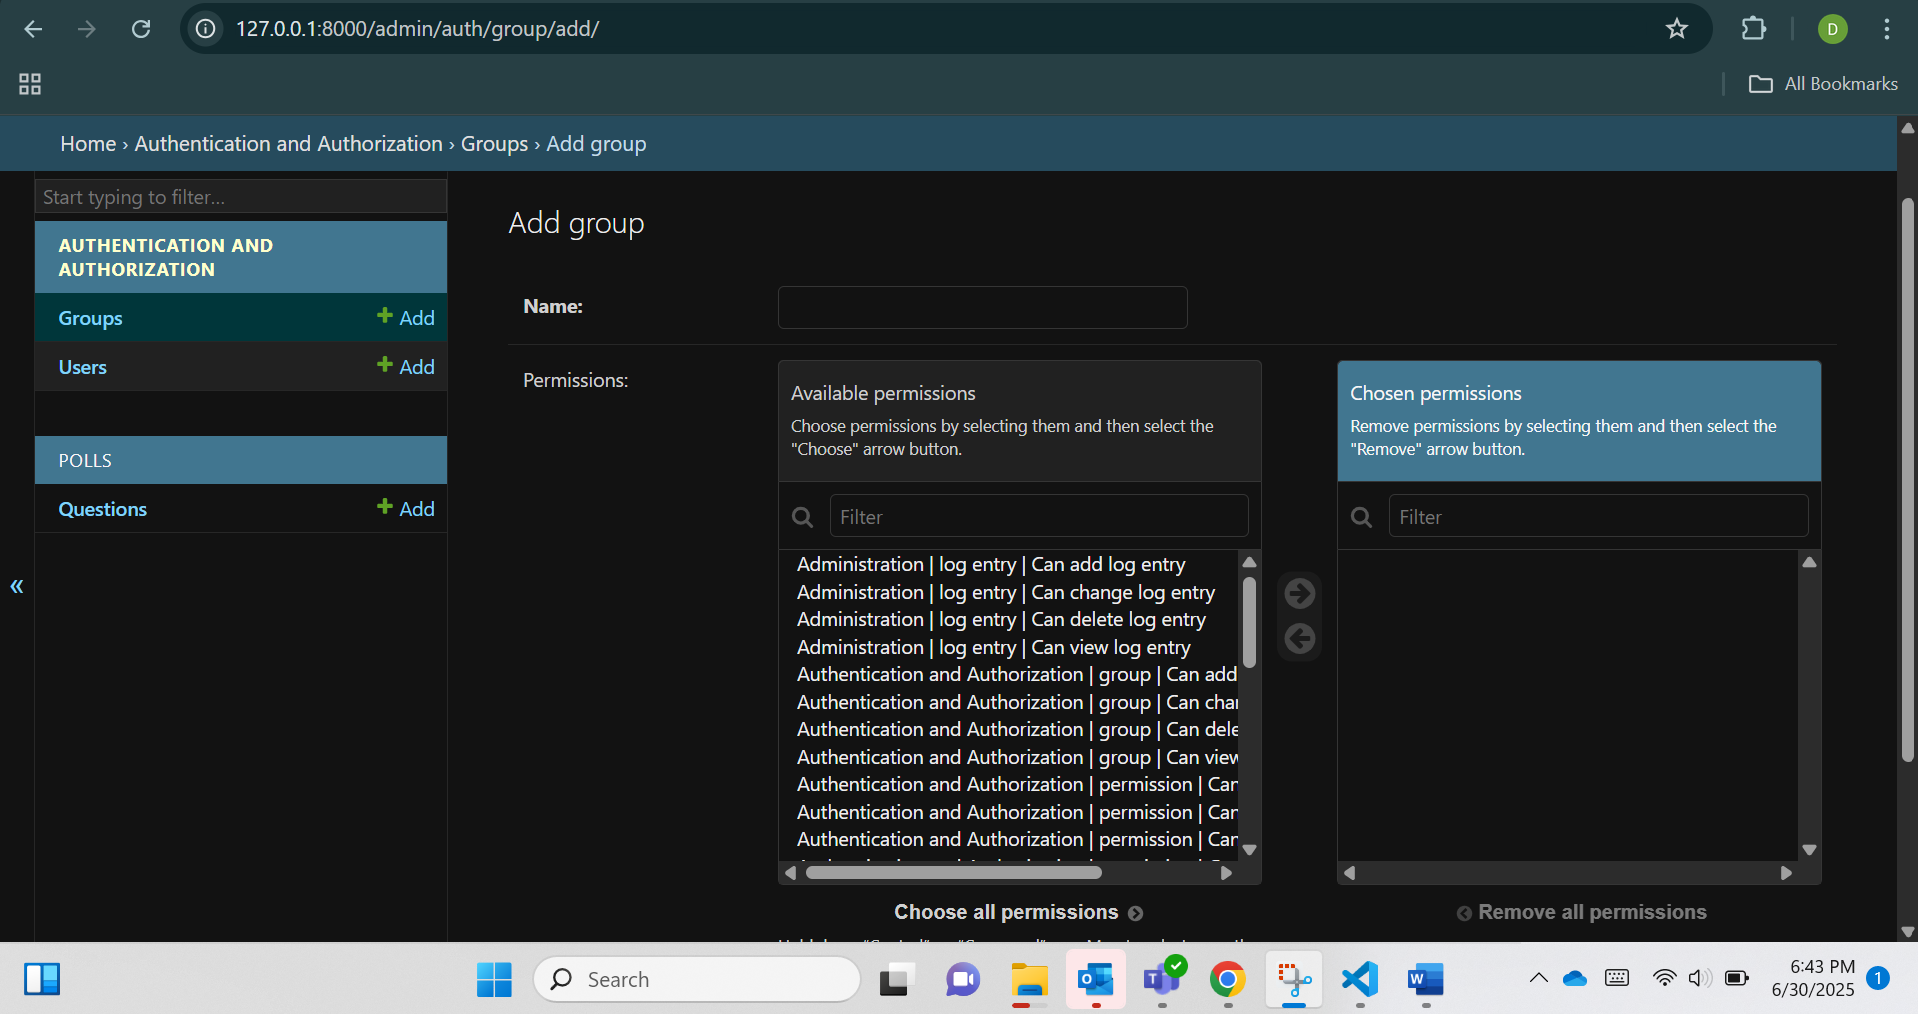 127.0.0.1:8000/admin/auth/group/add/
D
All Bookmarks
Home › Authentication and Authorization › Groups › Add group
Start typing to filter...
AUTHENTICATION AND
AUTHORIZATION
Groups
Add
Users
Add
POLLS
Questions
Add
«
Add group
Name:
Permissions:
Available permissions
Choose permissions by selecting them and then select the
"Choose" arrow button.
Filter
Administration | log entry | Can add log entry
Administration | log entry | Can change log entry
Administration | log entry | Can delete log entry
Administration | log entry | Can view log entry
Authentication and Authorization | group | Can add
Authentication and Authorization | group | Can cha
Authentication and Authorization | group | Can dele
Authentication and Authorization | group | Can view
Authentication and Authorization | permission | Can
Authentication and Authorization | permission | Can
Authentication and Authorization | permission | Can
Choose all permissions
Chosen permissions
Remove permissions by selecting them and then select the
"Remove" arrow button.
Filter
Remove all permissions
Search
6:43 PM
6/30/2025
1